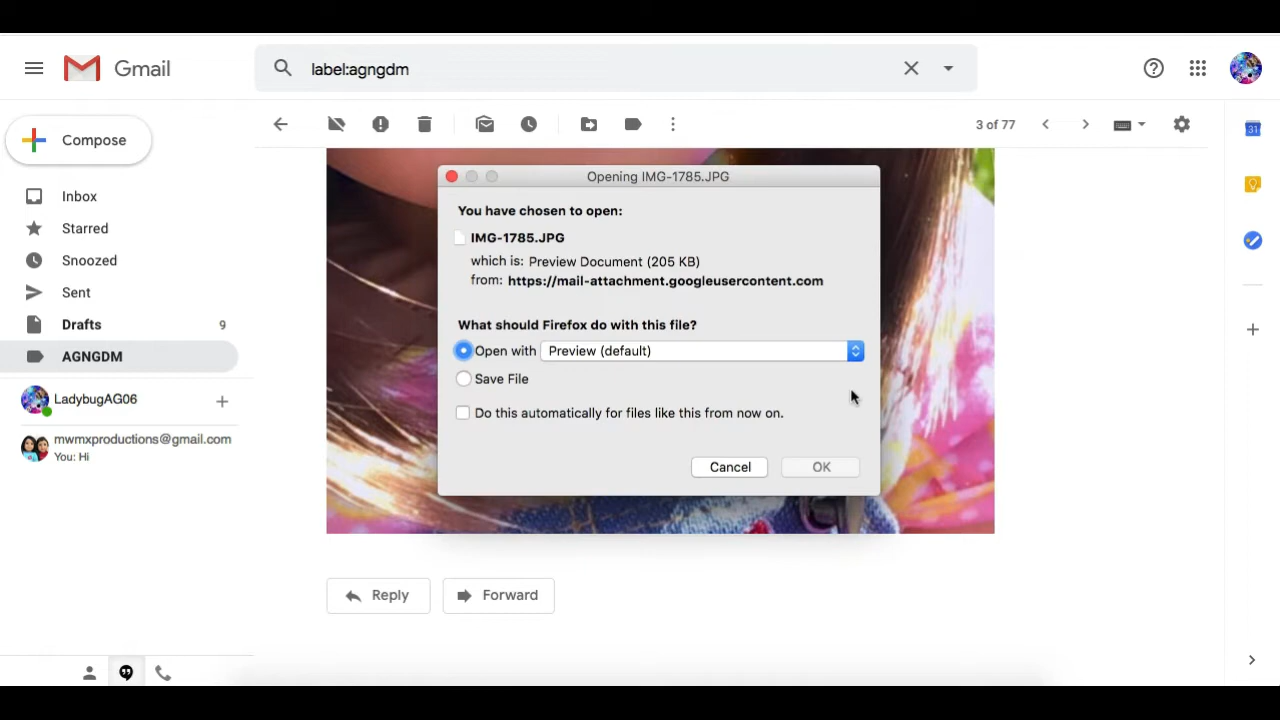 Gmail
label:agngdm
Compose
3 of 77
31
Inbox
Starred
Snoozed
Sent
Drafts 9
AGNGDM
LadybugAG06
mwmxproductions@gmail.com
You: Hi
Opening IMG-1785.JPG
You have chosen to open:
IMG-1785.JPG
which is: Preview Document (205 KB)
from: https://mail-attachment.googleusercontent.com
What should Firefox do with this file?
Open with Preview (default)
Save File
Do this automatically for files like this from now on.
Cancel OK
Reply Forward